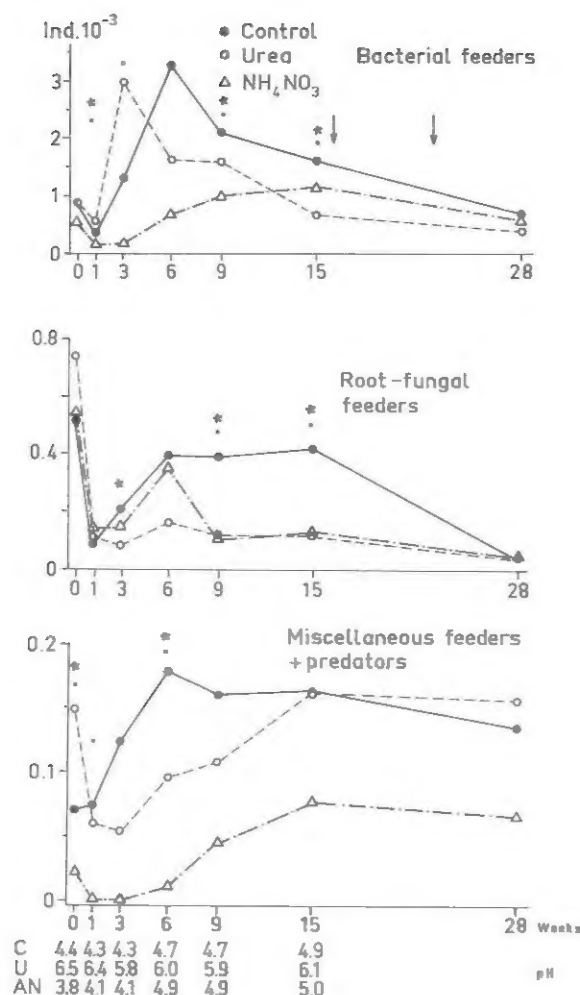 Ind.10⁻³
Control
Urea
NH₄NO₃
Bacterial feeders
3
2
1
0
0 1 3 6 9 15 28
Root-fungal
feeders
0.8
0.4
0
0 1 3 6 9 15 28
Miscellaneous feeders
+ predators
0.2
0.1
0
0 1 3 6 9 15 28 Weeks
C 4.4 4.3 4.3 4.7 4.7 4.9
U 6.5 6.4 5.8 6.0 5.9 6.1 pH
AN 3.8 4.1 4.1 4.9 4.9 5.0